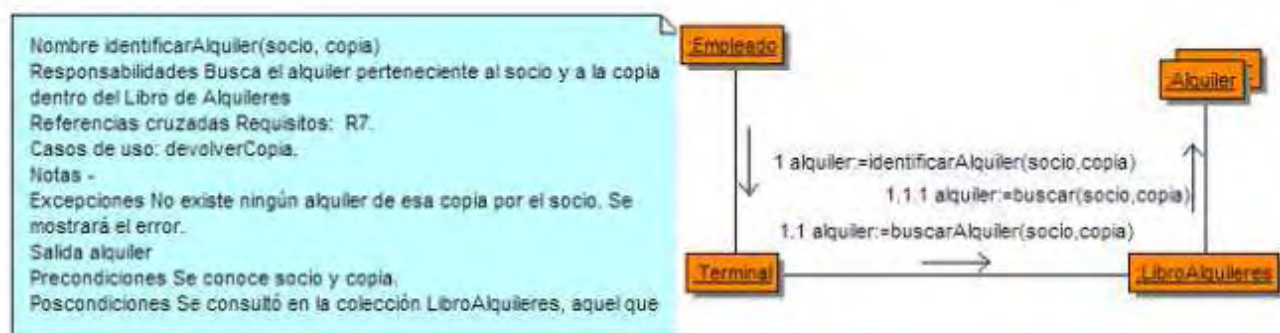 Nombre identificarAlquiler(socio, copia)
Responsabilidades Busca el alquiler perteneciente al socio y a la copia
dentro del Libro de Alquileres
Referencias cruzadas Requisitos: R7.
Casos de uso: devolverCopia.
Notas -
Excepciones No existe ningún alquiler de esa copia por el socio. Se
mostrará el error.
Salida alquiler
Precondiciones Se conoce socio y copia.
Poscondiciones Se consultó en la colección LibroAlquileres, aquel que
:Empleado
:Alquiler
1 alquiler:=identificarAlquiler(socio,copia)
1.1.1 alquiler:=buscar(socio,copia)
1.1 alquiler:=buscarAlquiler(socio,copia)
:Terminal
:LibroAlquileres